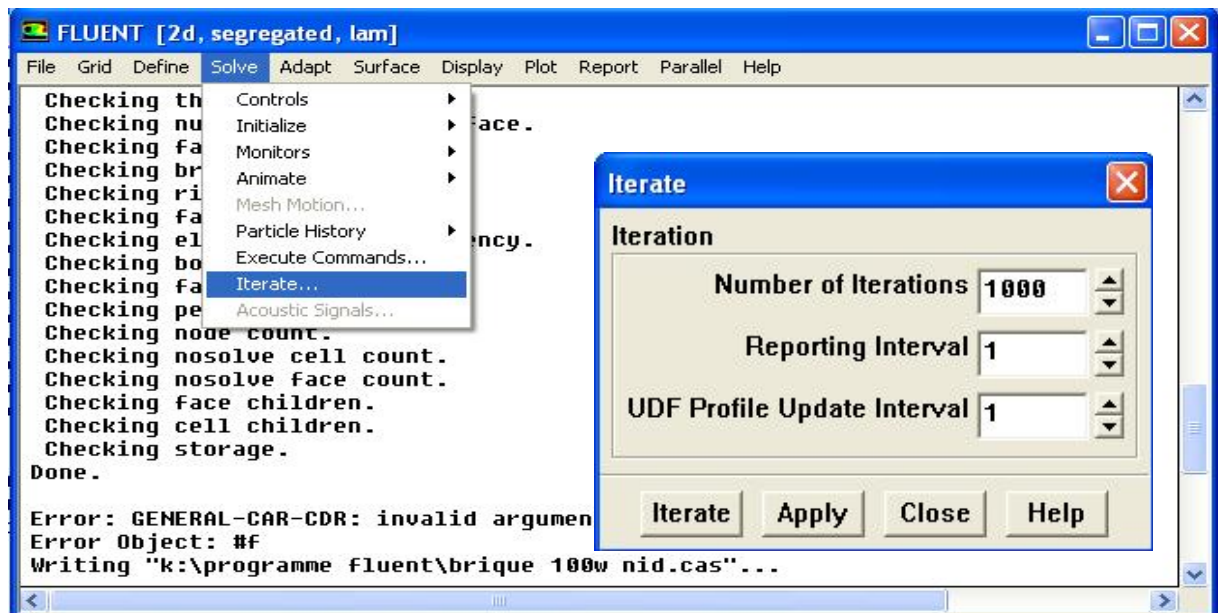 FLUENT [2d, segregated, lam]
File Grid Define Solve Adapt Surface Display Plot Report Parallel Help
Checking th
Checking nu
Checking fa
Checking br
Checking ri
Checking fa
Checking el
Checking bo
Checking fa
Checking pe
Checking node count.
Checking nosolve cell count.
Checking nosolve face count.
Checking face children.
Checking cell children.
Checking storage.
Done.
Error: GENERAL-CAR-CDR: invalid argumen
Error Object: #f
Writing "k:\programme fluent\brique 100w nid.cas"...
face.
ency.
Controls
Initialize
Monitors
Animate
Mesh Motion...
Particle History
Execute Commands...
Iterate...
Acoustic Signals...
Iterate
Iteration
Number of Iterations 1000
Reporting Interval 1
UDF Profile Update Interval 1
Iterate Apply Close Help